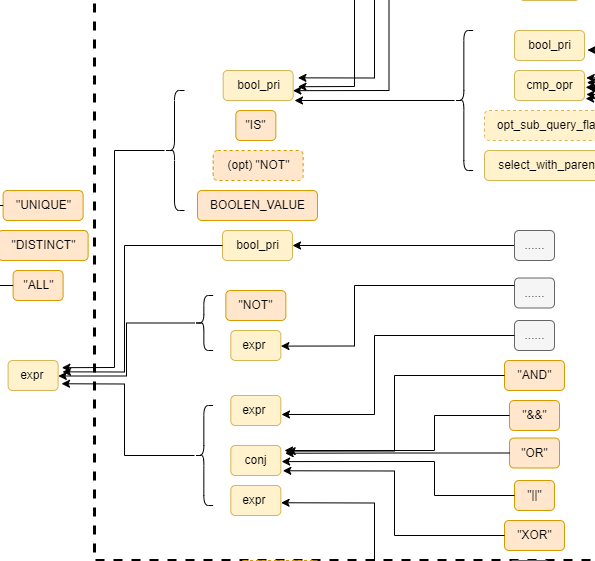 bool_pri
bool_pri
cmp_opr
"IS"
opt_sub_query_fla
(opt) "NOT"
select_with_paren
"UNIQUE"
BOOLEN_VALUE
"DISTINCT"
bool_pri
......
"ALL"
"NOT"
......
expr
......
expr
"AND"
expr
"&&"
conj
"OR"
expr
"||"
"XOR"